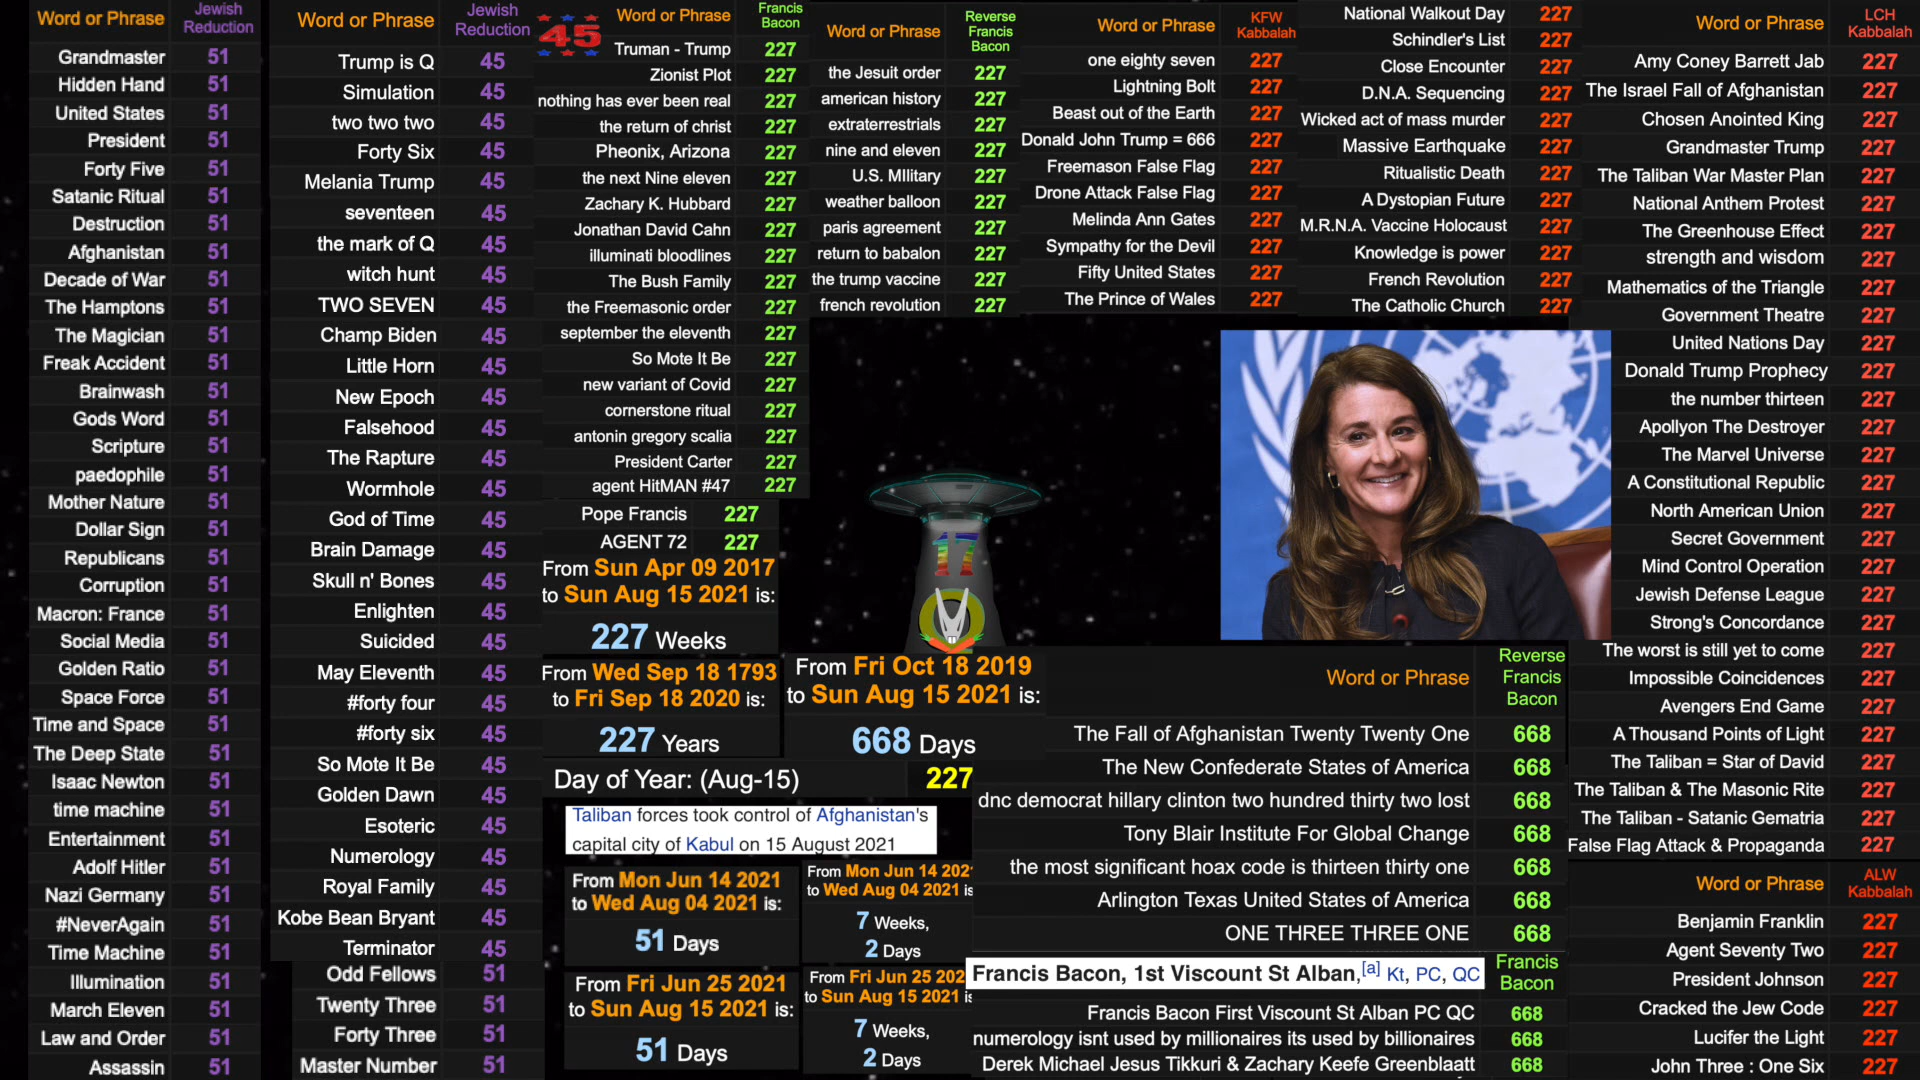 Word or Phrase Jewish Reduction
Grandmaster 51
Hidden Hand 51
United States 51
President 51
Forty Five 51
Satanic Ritual 51
Destruction 51
Afghanistan 51
Decade of War 51
The Hamptons 51
The Magician 51
Freak Accident 51
Brainwash 51
Gods Word 51
Scripture 51
paedophile 51
Mother Nature 51
Dollar Sign 51
Republicans 51
Corruption 51
Macron: France 51
Social Media 51
Golden Ratio 51
Space Force 51
Time and Space 51
The Deep State 51
Isaac Newton 51
time machine 51
Entertainment 51
Adolf Hitler 51
Nazi Germany 51
#NeverAgain 51
Time Machine 51
Illumination 51
March Eleven 51
Law and Order 51
Assassin 51
Word or Phrase Jewish Reduction
Trump is Q 45
Simulation 45
two two two 45
Forty Six 45
Melania Trump 45
seventeen 45
the mark of Q 45
witch hunt 45
TWO SEVEN 45
Champ Biden 45
Little Horn 45
New Epoch 45
Falsehood 45
The Rapture 45
Wormhole 45
God of Time 45
Brain Damage 45
Skull n' Bones 45
Enlighten 45
Suicided 45
May Eleventh 45
#forty four 45
#forty six 45
So Mote It Be 45
Golden Dawn 45
Esoteric 45
Numerology 45
Royal Family 45
Kobe Bean Bryant 45
Terminator 45
Odd Fellows 51
Twenty Three 51
Forty Three 51
Master Number 51
45
Word or Phrase Francis Bacon
Truman - Trump 227
Zionist Plot 227
nothing has ever been real 227
the return of christ 227
Pheonix, Arizona 227
the next Nine eleven 227
Zachary K. Hubbard 227
Jonathan David Cahn 227
illuminati bloodlines 227
The Bush Family 227
the Freemasonic order 227
september the eleventh 227
So Mote It Be 227
new variant of Covid 227
cornerstone ritual 227
antonin gregory scalia 227
President Carter 227
agent HitMAN #47 227
Pope Francis 227
AGENT 72 227
From Sun Apr 09 2017
to Sun Aug 15 2021 is:
227 Weeks
From Wed Sep 18 1793
to Fri Sep 18 2020 is:
227 Years
From Fri Oct 18 2019
to Sun Aug 15 2021 is:
668 Days
Day of Year: (Aug-15) 227
Taliban forces took control of Afghanistan's
capital city of Kabul on 15 August 2021
From Mon Jun 14 2021
to Wed Aug 04 2021 is:
51 Days
From Mon Jun 14 202
to Wed Aug 04 2021 is
7 Weeks,
2 Days
From Fri Jun 25 2021
to Sun Aug 15 2021 is:
51 Days
From Fri Jun 25 202
to Sun Aug 15 2021 is
7 Weeks,
2 Days
Word or Phrase Reverse Francis Bacon
the Jesuit order 227
american history 227
extraterrestrials 227
nine and eleven 227
U.S. MIlitary 227
weather balloon 227
paris agreement 227
return to babalon 227
the trump vaccine 227
french revolution 227
17
Word or Phrase KFW Kabbalah
one eighty seven 227
Lightning Bolt 227
Beast out of the Earth 227
Donald John Trump = 666 227
Freemason False Flag 227
Drone Attack False Flag 227
Melinda Ann Gates 227
Sympathy for the Devil 227
Fifty United States 227
The Prince of Wales 227
National Walkout Day 227
Schindler's List 227
Close Encounter 227
D.N.A. Sequencing 227
Wicked act of mass murder 227
Massive Earthquake 227
Ritualistic Death 227
A Dystopian Future 227
M.R.N.A. Vaccine Holocaust 227
Knowledge is power 227
French Revolution 227
The Catholic Church 227
Word or Phrase Reverse Francis Bacon
The Fall of Afghanistan Twenty Twenty One 668
The New Confederate States of America 668
dnc democrat hillary clinton two hundred thirty two lost 668
Tony Blair Institute For Global Change 668
the most significant hoax code is thirteen thirty one 668
Arlington Texas United States of America 668
ONE THREE THREE ONE 668
Francis Bacon, 1st Viscount St Alban,[a] Kt, PC, QC Francis Bacon
Francis Bacon First Viscount St Alban PC QC 668
numerology isnt used by millionaires its used by billionaires 668
Derek Michael Jesus Tikkuri & Zachary Keefe Greenblaatt 668
Word or Phrase LCH Kabbalah
Amy Coney Barrett Jab 227
The Israel Fall of Afghanistan 227
Chosen Anointed King 227
Grandmaster Trump 227
The Taliban War Master Plan 227
National Anthem Protest 227
The Greenhouse Effect 227
strength and wisdom 227
Mathematics of the Triangle 227
Government Theatre 227
United Nations Day 227
Donald Trump Prophecy 227
the number thirteen 227
Apollyon The Destroyer 227
The Marvel Universe 227
A Constitutional Republic 227
North American Union 227
Secret Government 227
Mind Control Operation 227
Jewish Defense League 227
Strong's Concordance 227
The worst is still yet to come 227
Impossible Coincidences 227
Avengers End Game 227
A Thousand Points of Light 227
The Taliban = Star of David 227
The Taliban & The Masonic Rite 227
The Taliban - Satanic Gematria 227
False Flag Attack & Propaganda 227
Word or Phrase ALW Kabbalah
Benjamin Franklin 227
Agent Seventy Two 227
President Johnson 227
Cracked the Jew Code 227
Lucifer the Light 227
John Three : One Six 227